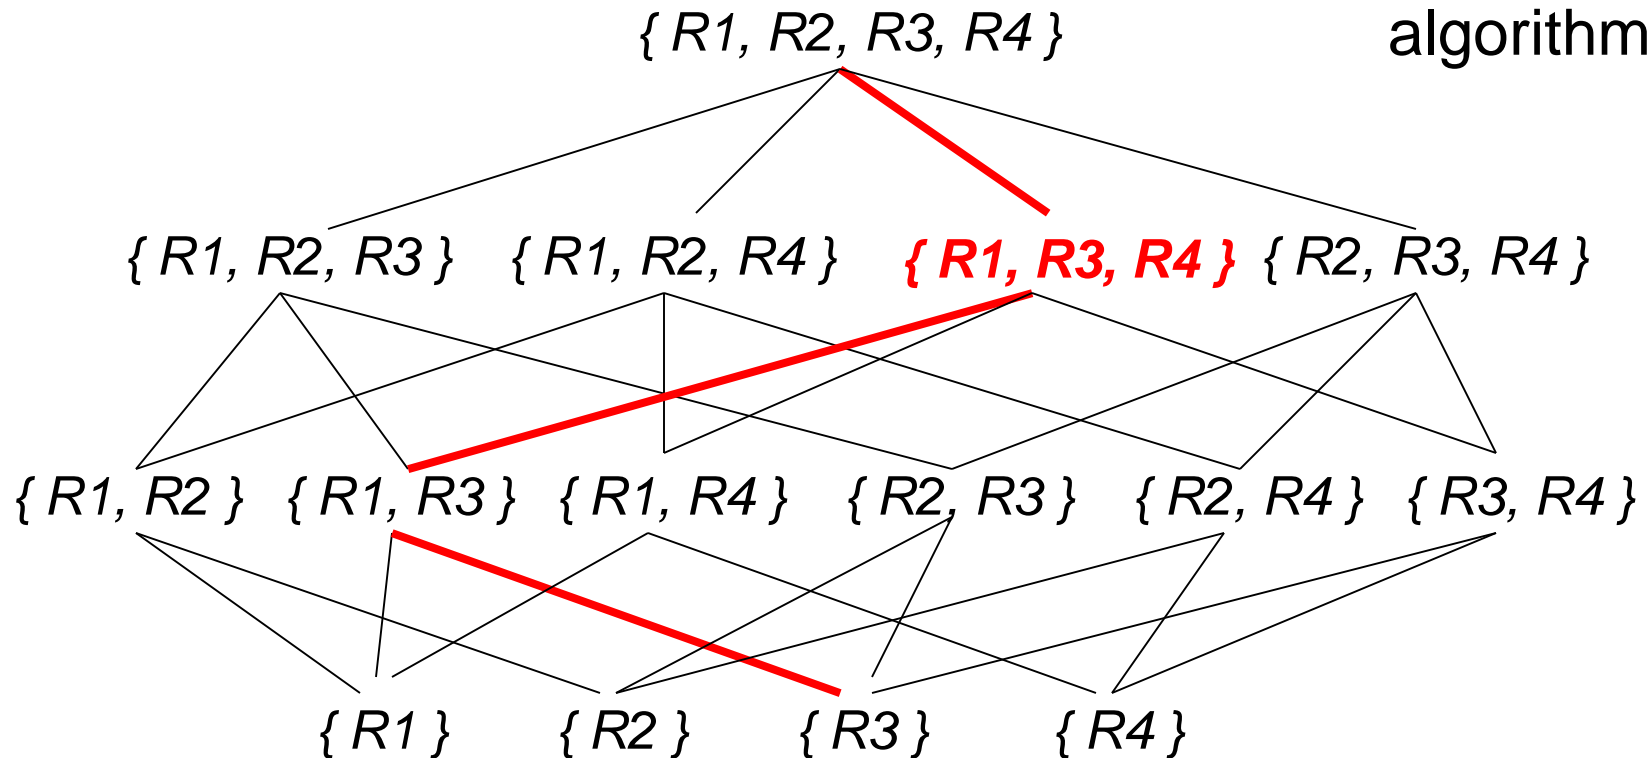 { R1, R2, R3, R4 } algorithm
{ R1, R2, R3 } { R1, R2, R4 } { R1, R3, R4 } { R2, R3, R4 }
{ R1, R2 } { R1, R3 } { R1, R4 } { R2, R3 } { R2, R4 } { R3, R4 }
{ R1 } { R2 } { R3 } { R4 }